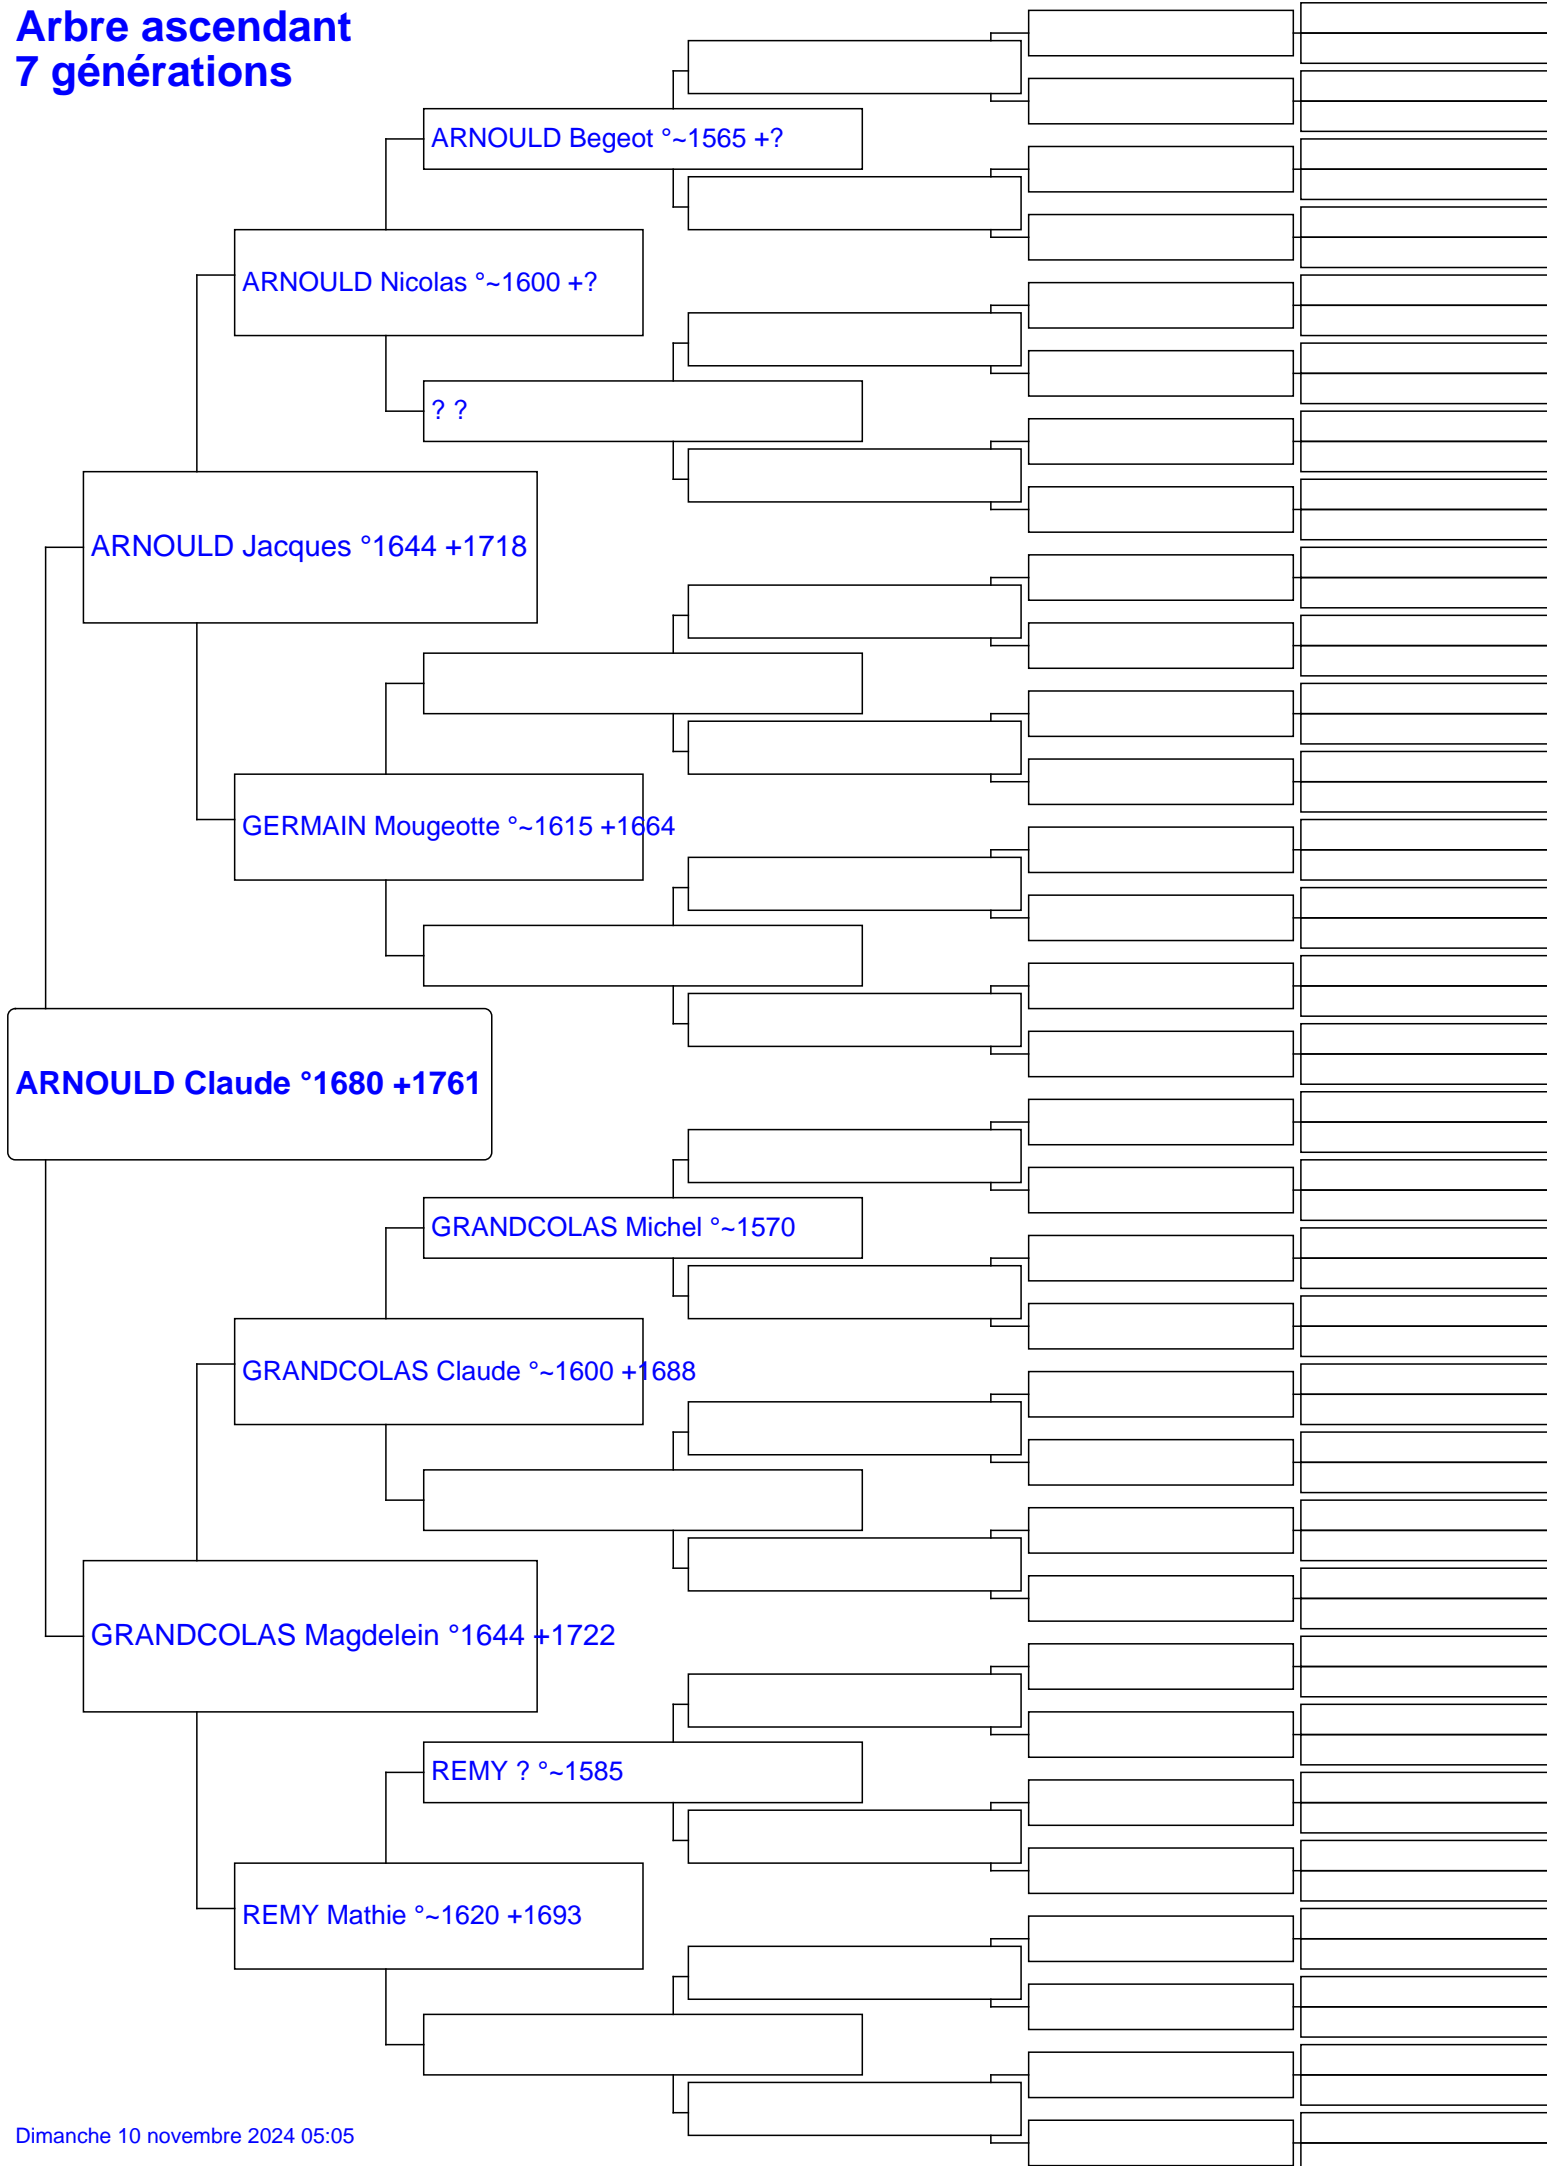 Arbre ascendant
7 générations
ARNOULD Begeot °~1565 +?
ARNOULD Nicolas °~1600 +?
? ?
ARNOULD Jacques °1644 +1718
GERMAIN Mougeotte °~1615 +1664
ARNOULD Claude °1680 +1761
GRANDCOLAS Michel °~1570
GRANDCOLAS Claude °~1600 +1688
GRANDCOLAS Magdelein °1644 +1722
REMY ? °~1585
REMY Mathie °~1620 +1693
Dimanche 10 novembre 2024 05:05